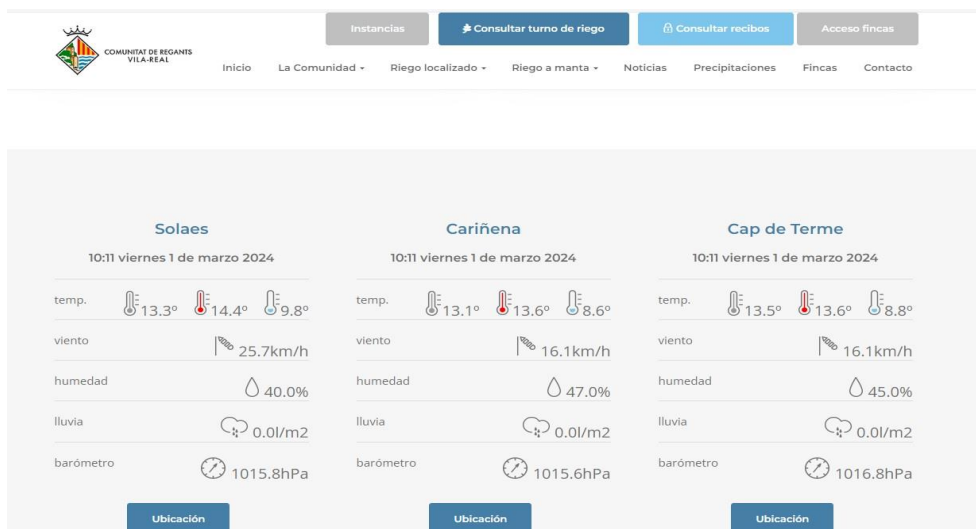 Instancias
Consultar turno de riego
Consultar recibos
Acceso fincas
COMUNITAT DE REGANTS
VILA-REAL
Inicio La Comunidad Riego localizado Riego a manta Noticias Precipitaciones Fincas Contacto
Solaes
10:11 viernes 1 de marzo 2024
temp. 13.3º 14.4º 9.8º
viento 25.7km/h
humedad 40.0%
lluvia 0.0l/m2
barómetro 1015.8hPa
Ubicación
Cariñena
10:11 viernes 1 de marzo 2024
temp. 13.1º 13.6º 8.6º
viento 16.1km/h
humedad 47.0%
lluvia 0.0l/m2
barómetro 1015.6hPa
Ubicación
Cap de Terme
10:11 viernes 1 de marzo 2024
temp. 13.5º 13.6º 8.8º
viento 16.1km/h
humedad 45.0%
lluvia 0.0l/m2
barómetro 1016.8hPa
Ubicación